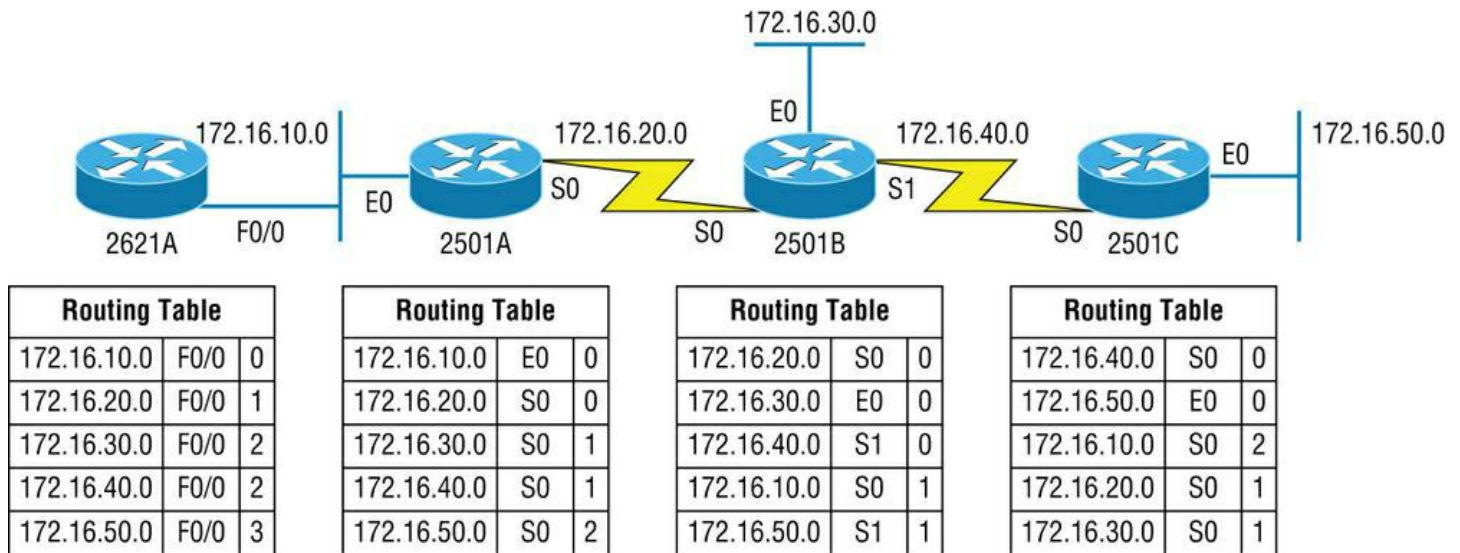 172.16.30.0
E0
172.16.10.0
172.16.20.0
172.16.40.0
172.16.50.0
E0
S0
S1
E0
F0/0
S0
S0
2621A
2501A
2501B
2501C
Routing Table
172.16.10.0 F0/0 0
172.16.20.0 F0/0 1
172.16.30.0 F0/0 2
172.16.40.0 F0/0 2
172.16.50.0 F0/0 3
Routing Table
172.16.10.0 E0 0
172.16.20.0 S0 0
172.16.30.0 S0 1
172.16.40.0 S0 1
172.16.50.0 S0 2
Routing Table
172.16.20.0 S0 0
172.16.30.0 E0 0
172.16.40.0 S1 0
172.16.10.0 S0 1
172.16.50.0 S1 1
Routing Table
172.16.40.0 S0 0
172.16.50.0 E0 0
172.16.10.0 S0 2
172.16.20.0 S0 1
172.16.30.0 S0 1